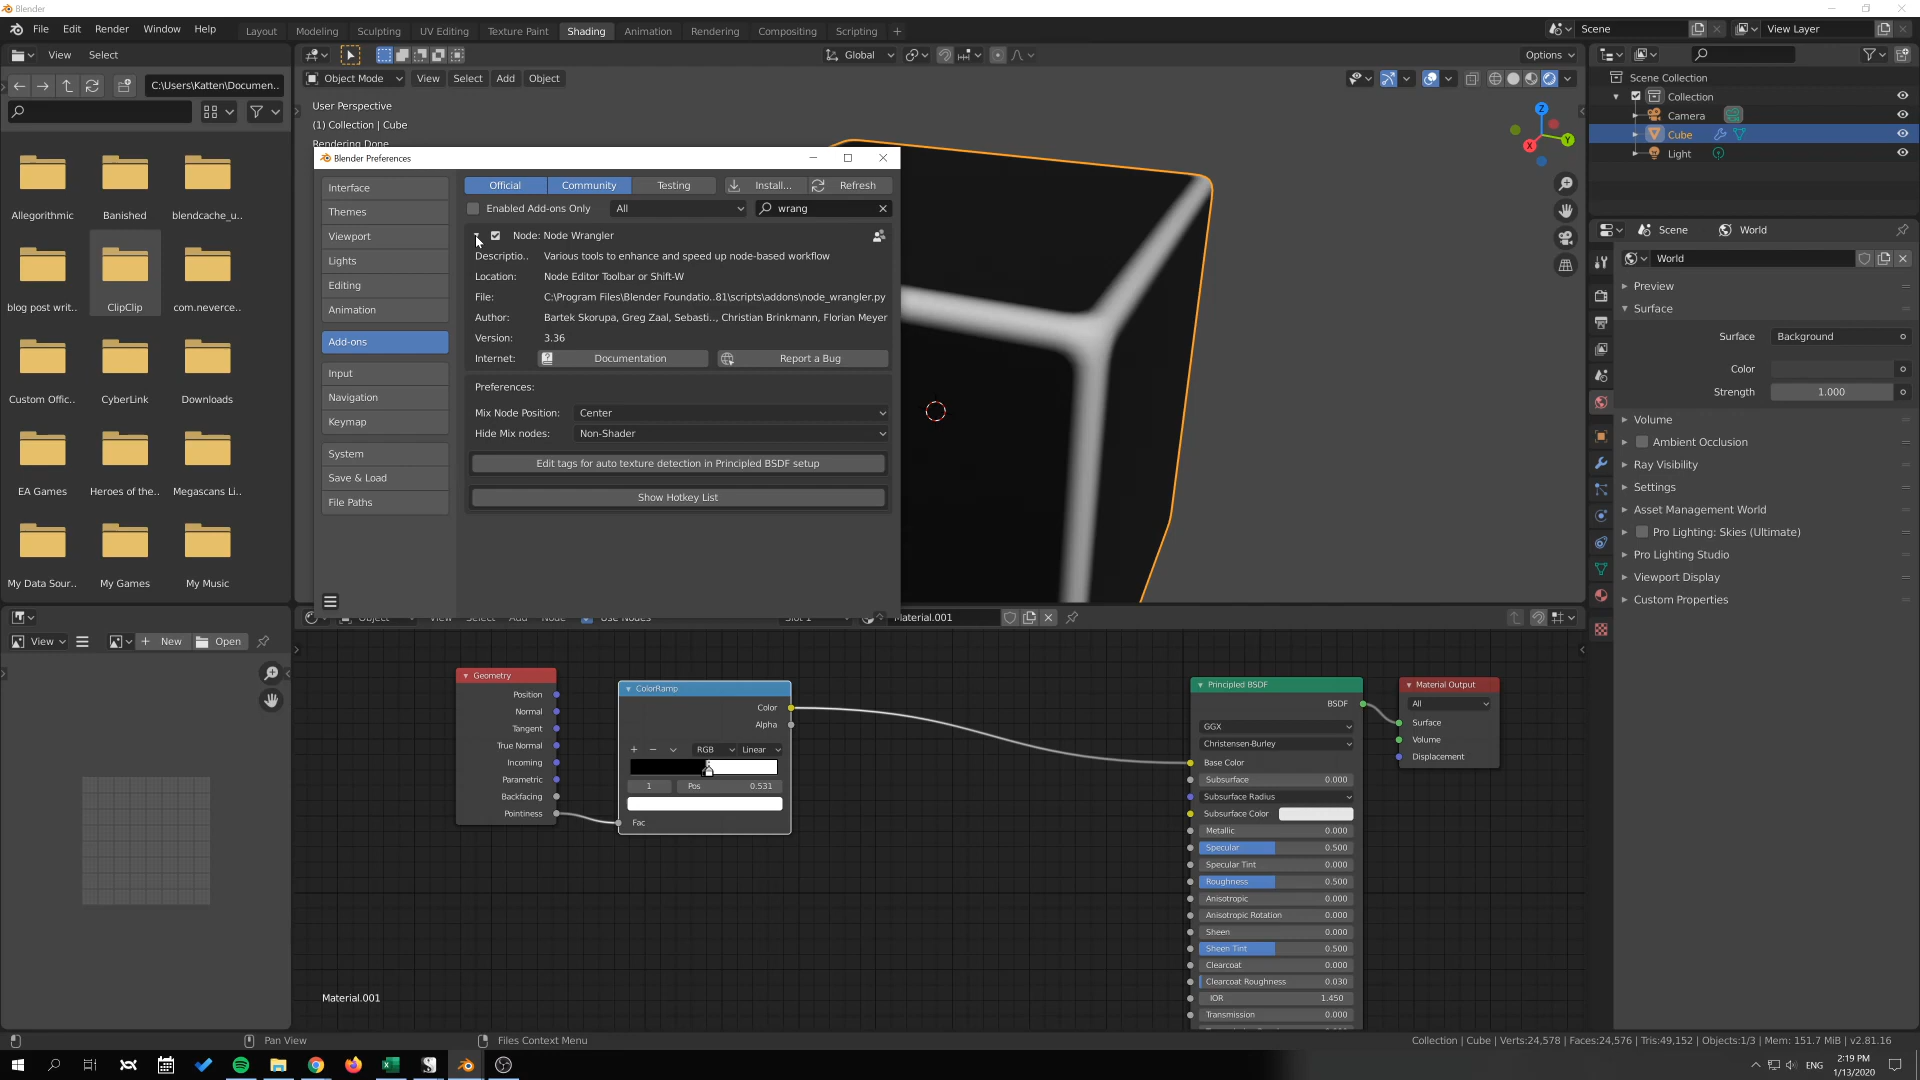 Blender
File Edit Render Window Help Layout Modeling Sculpting UV Editing Texture Paint Shading Animation Rendering Compositing Scripting + Scene View Layer
View Select Global Options
C:\Users\Katten\Documen..
Object Mode View Select Add Object
User Perspective
(1) Collection | Cube
Rendering Done
Scene Collection
Collection
Camera
Cube
Light
Allegorithmic Banished blendcache_u..
blog post writ.. ClipClip com.neverce..
Custom Offic.. CyberLink Downloads
EA Games Heroes of the.. Megascans Li..
My Data Sour.. My Games My Music
Blender Preferences
Interface
Themes
Viewport
Lights
Editing
Animation
Add-ons
Input
Navigation
Keymap
System
Save & Load
File Paths
Official Community Testing Install... Refresh
Enabled Add-ons Only All wrang
Node: Node Wrangler
Descriptio.. Various tools to enhance and speed up node-based workflow
Location: Node Editor Toolbar or Shift-W
File: C:\Program Files\Blender Foundatio..81\scripts\addons\node_wrangler.py
Author: Bartek Skorupa, Greg Zaal, Sebasti.., Christian Brinkmann, Florian Meyer
Version: 3.36
Internet: Documentation Report a Bug
Preferences:
Mix Node Position: Center
Hide Mix nodes: Non-Shader
Edit tags for auto texture detection in Principled BSDF setup
Show Hotkey List
Z
Y
X
Scene World
World
Preview
Surface
Surface Background
Color
Strength 1.000
Volume
Ambient Occlusion
Ray Visibility
Settings
Asset Management World
Pro Lighting: Skies (Ultimate)
Pro Lighting Studio
Viewport Display
Custom Properties
View New Open
Object View Select Add Node Use Nodes Slot 1 Material.001
Geometry
Position
Normal
Tangent
True Normal
Incoming
Parametric
Backfacing
Pointiness
ColorRamp
Color
Alpha
RGB Linear
1 Pos 0.531
Fac
Principled BSDF
BSDF
GGX
Christensen-Burley
Base Color
Subsurface 0.000
Subsurface Radius
Subsurface Color
Metallic 0.000
Specular 0.500
Specular Tint 0.000
Roughness 0.500
Anisotropic 0.000
Anisotropic Rotation 0.000
Sheen 0.000
Sheen Tint 0.500
Clearcoat 0.000
Clearcoat Roughness 0.030
IOR 1.450
Transmission 0.000
Material Output
All
Surface
Volume
Displacement
Material.001
Pan View Files Context Menu Collection | Cube | Verts:24,578 | Faces:24,576 | Tris:49,152 | Objects:1/3 | Mem: 151.7 MiB | v2.81.16
ENG 2:19 PM
1/13/2020